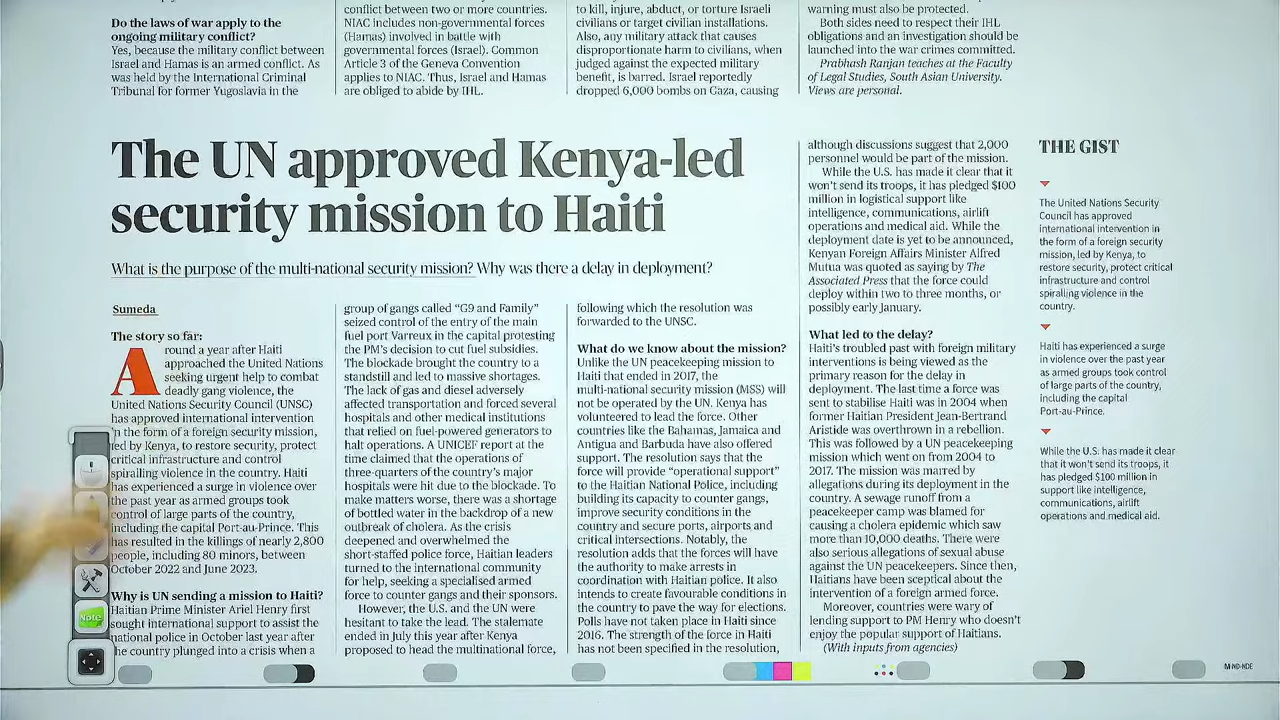 Do the laws of war apply to the
ongoing military conflict?
Yes, because the military conflict between
Israel and Hamas is an armed conflict. As
was held by the International Criminal
Tribunal for former Yugoslavia in the
conflict between two or more countries.
NIAC includes non-governmental forces
(Hamas) involved in battle with
governmental forces (Israel). Common
Article 3 of the Geneva Convention
applies to NIAC. Thus, Israel and Hamas
are obliged to abide by IHL.
to kill, injure, abduct, or torture Israeli
civilians or target civilian installations.
Also, any military attack that causes
disproportionate harm to civilians, when
judged against the expected military
benefit, is barred. Israel reportedly
dropped 6,000 bombs on Gaza, causing
warning must also be protected.
Both sides need to respect their IHL
obligations and an investigation should be
launched into the war crimes committed.
Prabhash Ranjan teaches at the Faculty
of Legal Studies, South Asian University.
Views are personal.
The UN approved Kenya-led
security mission to Haiti
What is the purpose of the multi-national security mission? Why was there a delay in deployment?
Sumeda
The story so far:
Around a year after Haiti
approached the United Nations
seeking urgent help to combat
deadly gang violence, the
United Nations Security Council (UNSC)
has approved international intervention
in the form of a foreign security mission,
led by Kenya, to restore security, protect
critical infrastructure and control
spiralling violence in the country. Haiti
has experienced a surge in violence over
the past year as armed groups took
control of large parts of the country,
including the capital Port-au-Prince. This
has resulted in the killings of nearly 2,800
people, including 80 minors, between
October 2022 and June 2023.
Why is UN sending a mission to Haiti?
Haitian Prime Minister Ariel Henry first
sought international support to assist the
national police in October last year after
the country plunged into a crisis when a
group of gangs called “G9 and Family”
seized control of the entry of the main
fuel port Varreux in the capital protesting
the PM’s decision to cut fuel subsidies.
The blockade brought the country to a
standstill and led to massive shortages.
The lack of gas and diesel adversely
affected transportation and forced several
hospitals and other medical institutions
that relied on fuel-powered generators to
halt operations. A UNICEF report at the
time claimed that the operations of
three-quarters of the country’s major
hospitals were hit due to the blockade. To
make matters worse, there was a shortage
of bottled water in the backdrop of a new
outbreak of cholera. As the crisis
deepened and overwhelmed the
short-staffed police force, Haitian leaders
turned to the international community
for help, seeking a specialised armed
force to counter gangs and their sponsors.
However, the U.S. and the UN were
hesitant to take the lead. The stalemate
ended in July this year after Kenya
proposed to head the multinational force,
following which the resolution was
forwarded to the UNSC.
What do we know about the mission?
Unlike the UN peacekeeping mission to
Haiti that ended in 2017, the
multi-national security mission (MSS) will
not be operated by the UN. Kenya has
volunteered to lead the force. Other
countries like the Bahamas, Jamaica and
Antigua and Barbuda have also offered
support. The resolution says that the
force will provide “operational support”
to the Haitian National Police, including
building its capacity to counter gangs,
improve security conditions in the
country and secure ports, airports and
critical intersections. Notably, the
resolution adds that the forces will have
the authority to make arrests in
coordination with Haitian police. It also
intends to create favourable conditions in
the country to pave the way for election.
Polls have not taken place in Haiti since
2016. The strength of the force in Haiti
has not been specified in the resolution,
although discussions suggest that 2,000
personnel would be part of the mission.
While the U.S. has made it clear that it
won’t send its troops, it has pledged $100
million in logistical support like
intelligence, communications, airlift
operations and medical aid. While the
deployment date is yet to be announced,
Kenyan Foreign Affairs Minister Alfred
Mutua was quoted as saying by The
Associated Press that the force could
deploy within two to three months, or
possibly early January.
What led to the delay?
Haiti’s troubled past with foreign military
interventions is being viewed as the
primary reason for the delay in
deployment. The last time a force was
sent to stabilise Haiti was in 2004 when
former Haitian President Jean-Bertrand
Aristide was overthrown in a rebellion.
This was followed by a UN peacekeeping
mission which went on from 2004 to
2017. The mission was marred by
allegations during its deployment in the
country. A sewage runoff from a
peacekeeper camp was blamed for
causing a cholera epidemic which saw
more than 10,000 deaths. There were
also serious allegations of sexual abuse
against the UN peacekeepers. Since then,
Haitians have been sceptical about the
intervention of a foreign armed force.
Moreover, countries were wary of
lending support to PM Henry who doesn’t
enjoy the popular support of Haitians.
(With inputs from agencies)
THE GIST
The United Nations Security
Council has approved
international intervention in
the form of a foreign security
mission, led by Kenya, to
restore security, protect critical
infrastructure and control
spiralling violence in the
country.
Haiti has experienced a surge
in violence over the past year
as armed groups took control
of large parts of the country,
including the capital
Port-au-Prince.
While the U.S. has made it clear
that it won’t send its troops, it
has pledged $100 million in
support like intelligence,
communications, airlift
operations and medical aid.
Note
M-ND-NDE